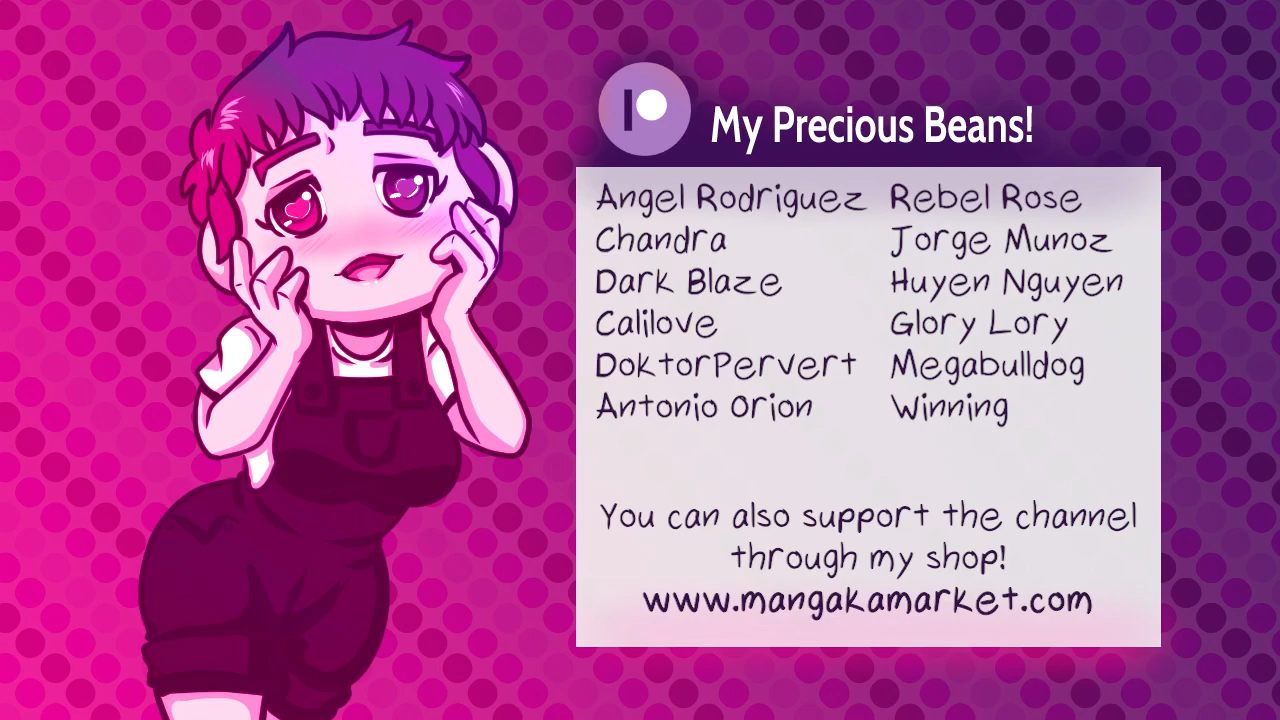 My Precious Beans!
Angel Rodriguez
Chandra
Dark Blaze
Calilove
DoktorPervert
Antonio Orion
Rebel Rose
Jorge Munoz
Huyen Nguyen
Glory Lory
Megabulldog
Winning
You can also support the channel
through my shop!
www.mangakamarket.com